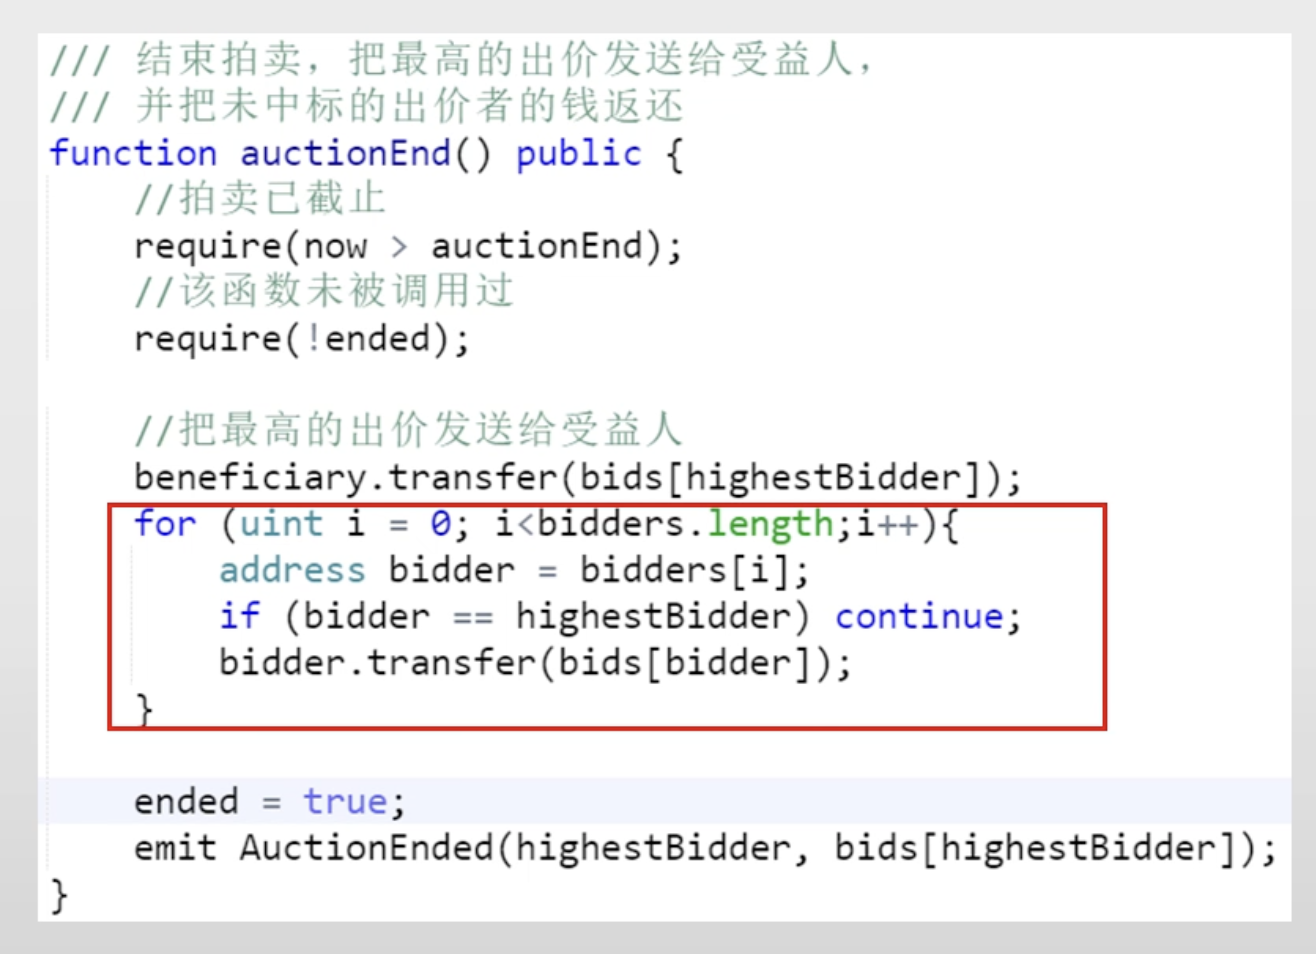 /// 结束拍卖，把最高的出价发送给受益人，
/// 并把未中标的出价者的钱返还
function auctionEnd() public {
//拍卖已截止
require(now > auctionEnd);
//该函数未被调用过
require(!ended);
//把最高的出价发送给受益人
beneficiary.transfer(bids[highestBidder]);
for (uint i = 0; i<bidders.length;i++){
address bidder = bidders[i];
if (bidder == highestBidder) continue;
bidder.transfer(bids[bidder]);
}
ended = true;
emit AuctionEnded(highestBidder, bids[highestBidder]);
}